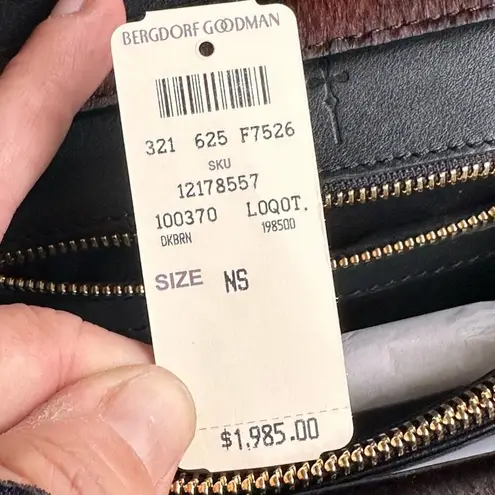 BERGDORF GOODMAN
321 625 F7526
SKU
12178557
100370 LOQOT.
DKBRN 198500
SIZE NS
$1,985.00